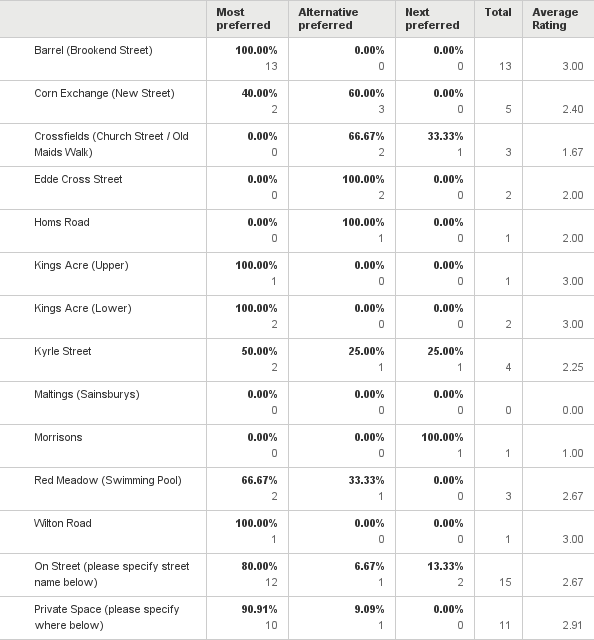 Most preferred Alternative preferred Next preferred Total Average Rating
Barrel (Brookend Street) 100.00% 0.00% 0.00%
13 0 0 13 3.00
Corn Exchange (New Street) 40.00% 60.00% 0.00%
2 3 0 5 2.40
Crossfields (Church Street / Old 0.00% 66.67% 33.33%
Maids Walk) 0 2 1 3 1.67
Edde Cross Street 0.00% 100.00% 0.00%
0 2 0 2 2.00
Homs Road 0.00% 100.00% 0.00%
0 1 0 1 2.00
Kings Acre (Upper) 100.00% 0.00% 0.00%
1 0 0 1 3.00
Kings Acre (Lower) 100.00% 0.00% 0.00%
2 0 0 2 3.00
Kyrle Street 50.00% 25.00% 25.00%
2 1 1 4 2.25
Maltings (Sainsburys) 0.00% 0.00% 0.00%
0 0 0 0 0.00
Morrisons 0.00% 0.00% 100.00%
0 0 1 1 1.00
Red Meadow (Swimming Pool) 66.67% 33.33% 0.00%
2 1 0 3 2.67
Wilton Road 100.00% 0.00% 0.00%
1 0 0 1 3.00
On Street (please specify street 80.00% 6.67% 13.33%
name below) 12 1 2 15 2.67
Private Space (please specify 90.91% 9.09% 0.00%
where below) 10 1 0 11 2.91